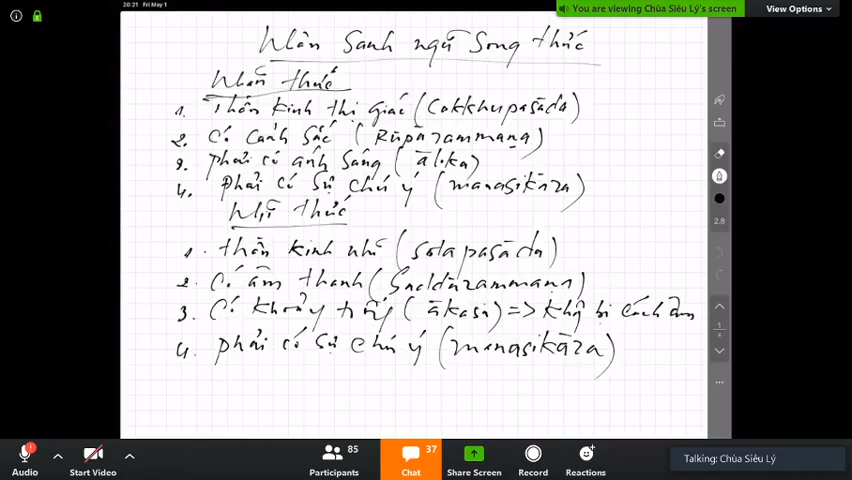 20:21 Fri May 1
You are viewing Chùa Siêu Lý's screen
View Options
Nhân Sanh ngũ Song thức
Nhãn thức
1. Thần kinh thị giác (Cakkhupasāda)
2. Có Cảnh Sắc (Rūpārammaṇa)
3. phải có ánh sáng (āloka)
4. phải có sự chú ý (manasikāra)
Nhĩ thức
1. thần kinh nhĩ (sotapasāda)
2. Có âm thanh (Saddārammaṇa)
3. Có khoảng trống (ākasa) => không bị cách âm
4. phải có sự chú ý (manasikāra)
2.8
1
Audio
Start Video
85
Participants
37
Chat
Share Screen
Record
Reactions
Talking: Chùa Siêu Lý